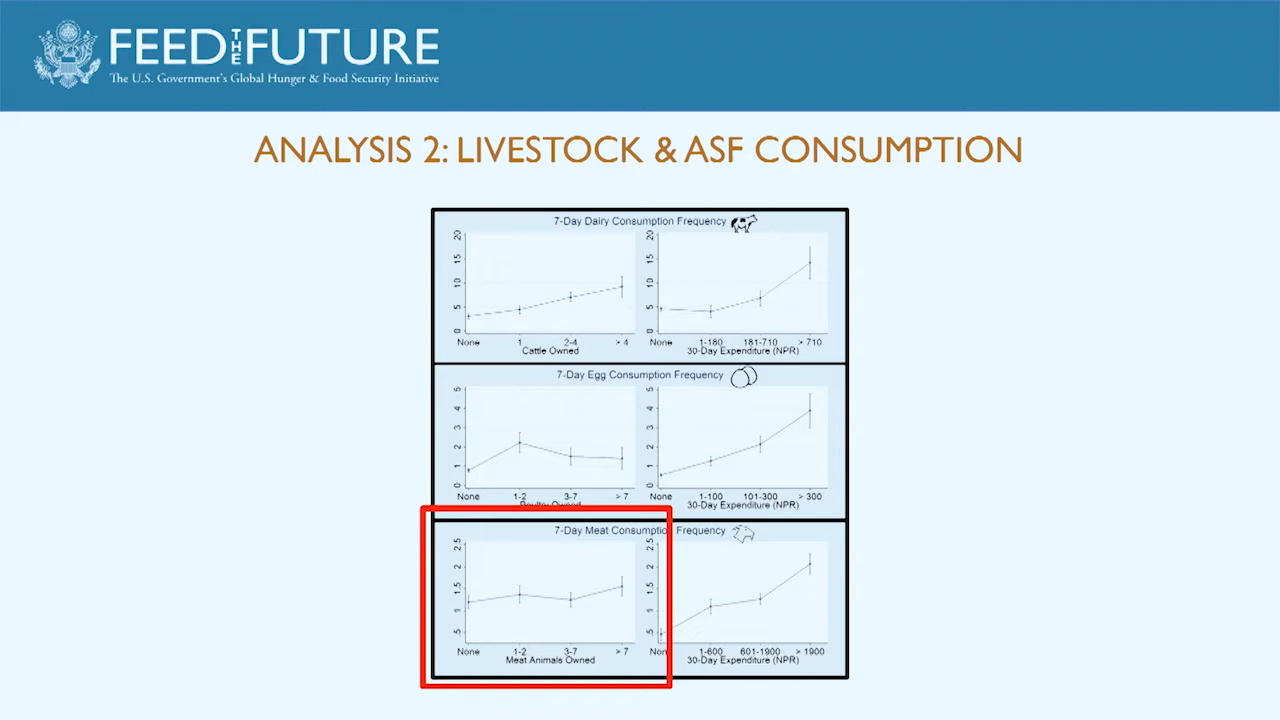 FEED THE FUTURE
The U.S. Government's Global Hunger & Food Security Initiative
ANALYSIS 2: LIVESTOCK & ASF CONSUMPTION
7-Day Dairy Consumption Frequency
20 15 10 5 0
None 1 2-4 > 4
Cattle Owned
20 15 10 5 0
None 1-180 181-710 > 710
30-Day Expenditure (NPR)
7-Day Egg Consumption Frequency
5 4 3 2 1 0
None 1-2 3-7 > 7
Poultry Owned
5 4 3 2 1 0
None 1-100 101-300 > 300
30-Day Expenditure (NPR)
7-Day Meat Consumption Frequency
2.5 2 1.5 1 .5
None 1-2 3-7 > 7
Meat Animals Owned
2.5 2 1.5 1 .5
None 1-600 601-1900 > 1900
30-Day Expenditure (NPR)